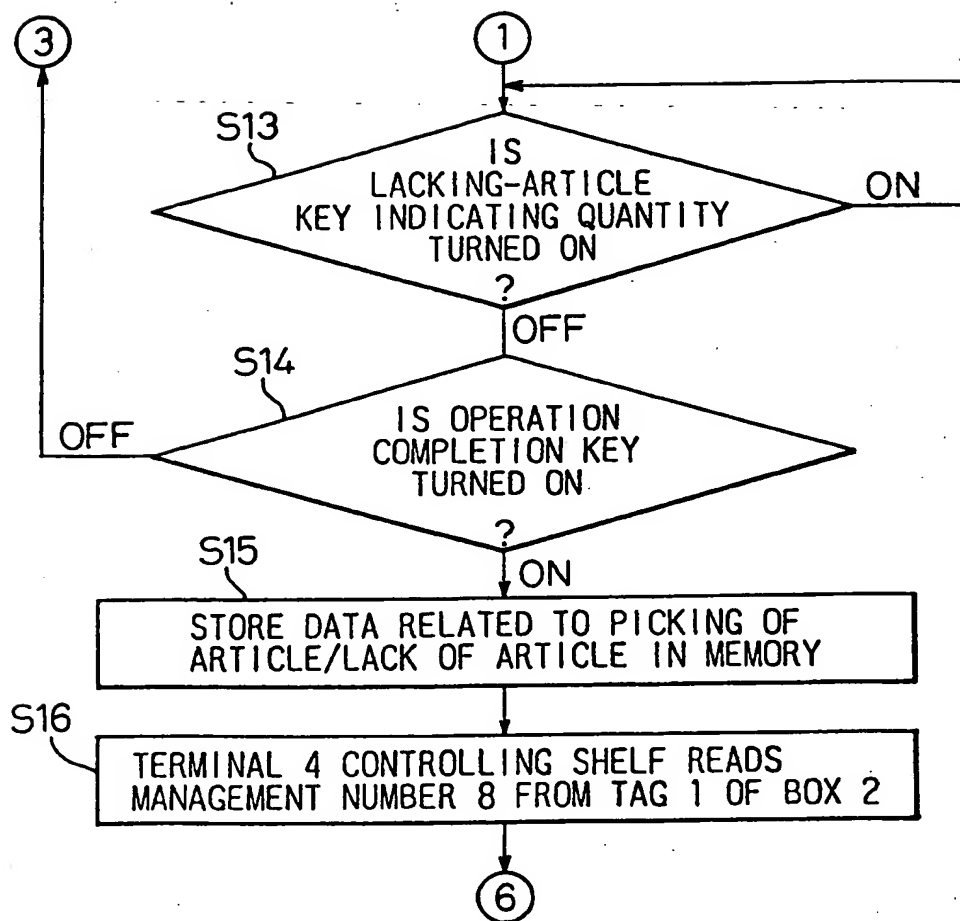 3
1
S13
IS
LACKING-ARTICLE
KEY INDICATING QUANTITY
TURNED ON
?
ON
OFF
S14
IS OPERATION
COMPLETION KEY
TURNED ON
?
OFF
ON
S15
STORE DATA RELATED TO PICKING OF
ARTICLE/LACK OF ARTICLE IN MEMORY
S16
TERMINAL 4 CONTROLLING SHELF READS
MANAGEMENT NUMBER 8 FROM TAG 1 OF BOX 2
6